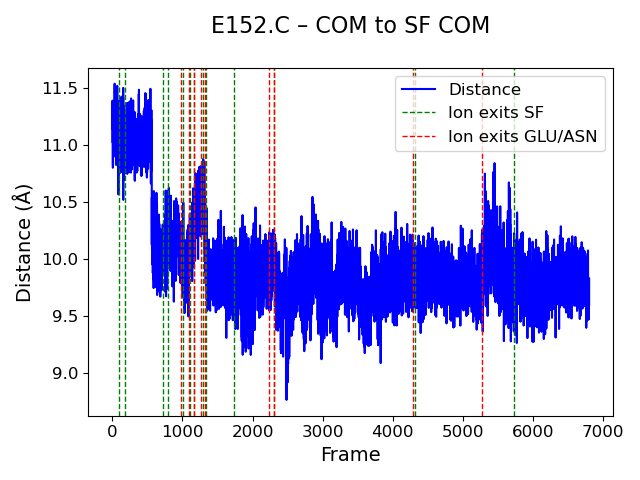 E152.C – COM to SF COM
Distance (Å)
11.5
11.0
10.5
10.0
9.5
9.0
Distance
Ion exits SF
Ion exits GLU/ASN
0 1000 2000 3000 4000 5000 6000 7000
Frame